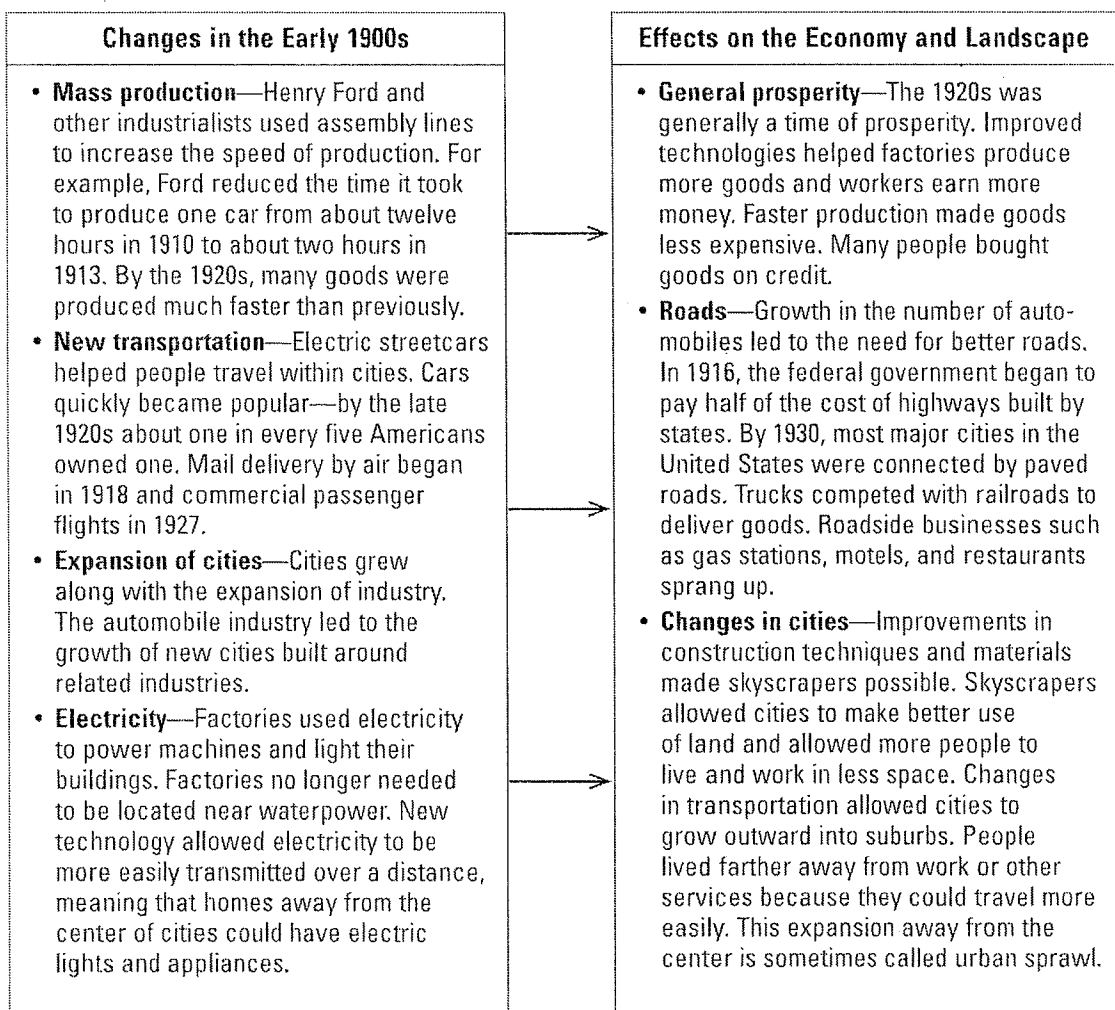 Changes in the Early 1900s
• Mass production—Henry Ford and
other industrialists used assembly lines
to increase the speed of production. For
example, Ford reduced the time it took
to produce one car from about twelve
hours in 1910 to about two hours in
1913. By the 1920s, many goods were
produced much faster than previously.
• New transportation—Electric streetcars
helped people travel within cities. Cars
quickly became popular—by the late
1920s about one in every five Americans
owned one. Mail delivery by air began
in 1918 and commercial passenger
flights in 1927.
• Expansion of cities—Cities grew
along with the expansion of industry.
The automobile industry led to the
growth of new cities built around
related industries.
• Electricity—Factories used electricity
to power machines and light their
buildings. Factories no longer needed
to be located near waterpower. New
technology allowed electricity to be
more easily transmitted over a distance,
meaning that homes away from the
center of cities could have electric
lights and appliances.
Effects on the Economy and Landscape
• General prosperity—The 1920s was
generally a time of prosperity. Improved
technologies helped factories produce
more goods and workers earn more
money. Faster production made goods
less expensive. Many people bought
goods on credit.
• Roads—Growth in the number of auto-
mobiles led to the need for better roads.
In 1916, the federal government began to
pay half of the cost of highways built by
states. By 1930, most major cities in the
United States were connected by paved
roads. Trucks competed with railroads to
deliver goods. Roadside businesses such
as gas stations, motels, and restaurants
sprang up.
• Changes in cities—Improvements in
construction techniques and materials
made skyscrapers possible. Skyscrapers
allowed cities to make better use
of land and allowed more people to
live and work in less space. Changes
in transportation allowed cities to
grow outward into suburbs. People
lived farther away from work or other
services because they could travel more
easily. This expansion away from the
center is sometimes called urban sprawl.